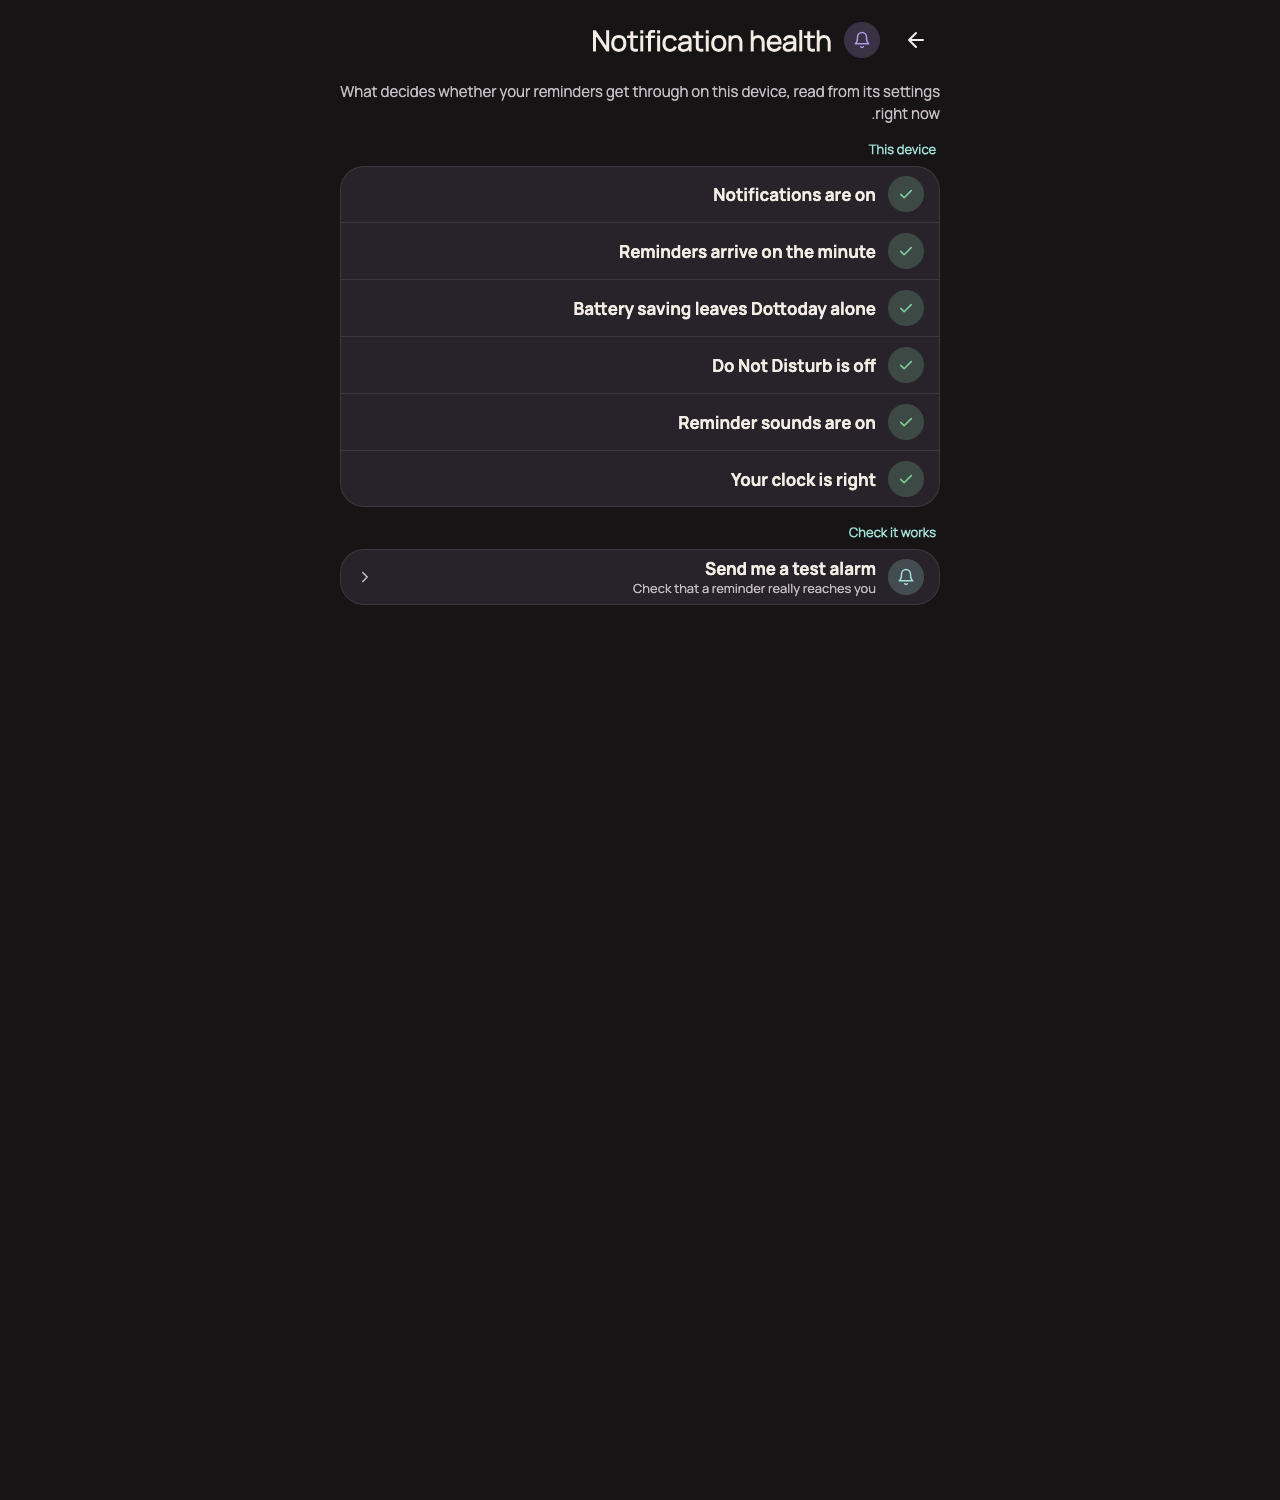 Notification health
What decides whether your reminders get through on this device, read from its settings
.right now
This device
Notifications are on
Reminders arrive on the minute
Battery saving leaves Dottoday alone
Do Not Disturb is off
Reminder sounds are on
Your clock is right
Check it works
Send me a test alarm
Check that a reminder really reaches you